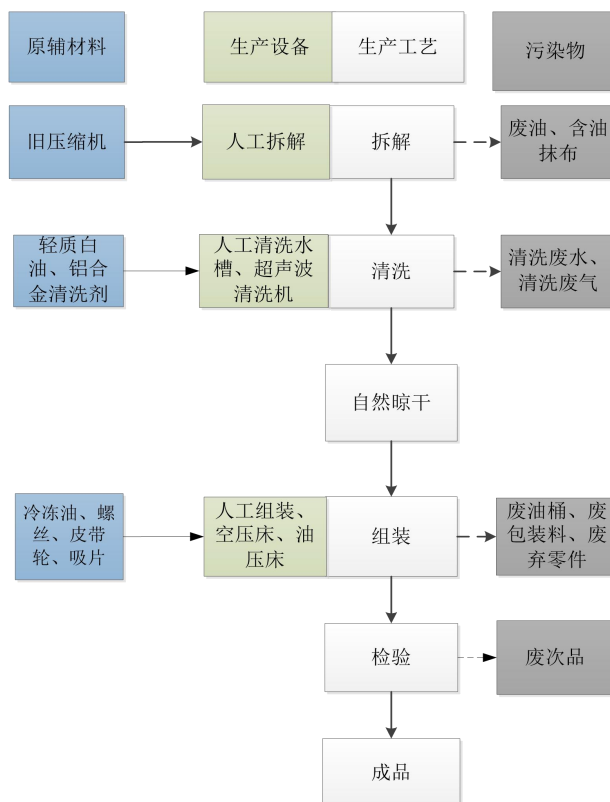 原辅材料
生产设备
生产工艺
污染物
旧压缩机
人工拆解
拆解
废油、含油
抹布
轻质白
油、铝合
金清洗剂
人工清洗水
槽、超声波
清洗机
清洗
清洗废水、
清洗废气
自然晾干
冷冻油、螺
丝、皮带
轮、吸片
人工组装、
空压床、油
压床
组装
废油桶、废
包装料、废
弃零件
检验
废次品
成品